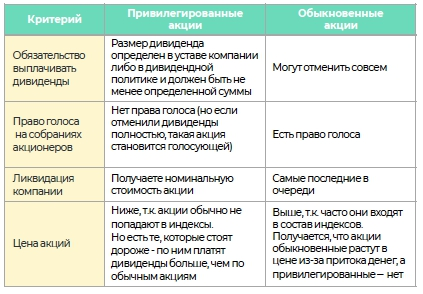 Критерий
Привилегированные
акции
Обыкновенные
акции
Обязательство
выплачивать
дивиденды
Размер дивиденда
определен в уставе компании
либо в дивидендной
политике и должен быть не
менее определенной суммы
Могут отменить совсем
Право голоса
на собраниях
акционеров
Нет права голоса (но если
отменили дивиденды
полностью, такая акция
становится голосующей)
Есть право голоса
Ликвидация
компании
Получаете номинальную
стоимость акции
Самые последние в
очереди
Цена акций
Ниже, т.к. акции обычно не
попадают в индексы.
Но есть те, которые стоят
дороже - по ним платят
дивиденды больше, чем по
обычным акциям
Выше, т.к. часто они входят
в состав индексов.
Получается, что акции
обыкновенные растут в
цене из-за притока денег, а
привилегированные – нет